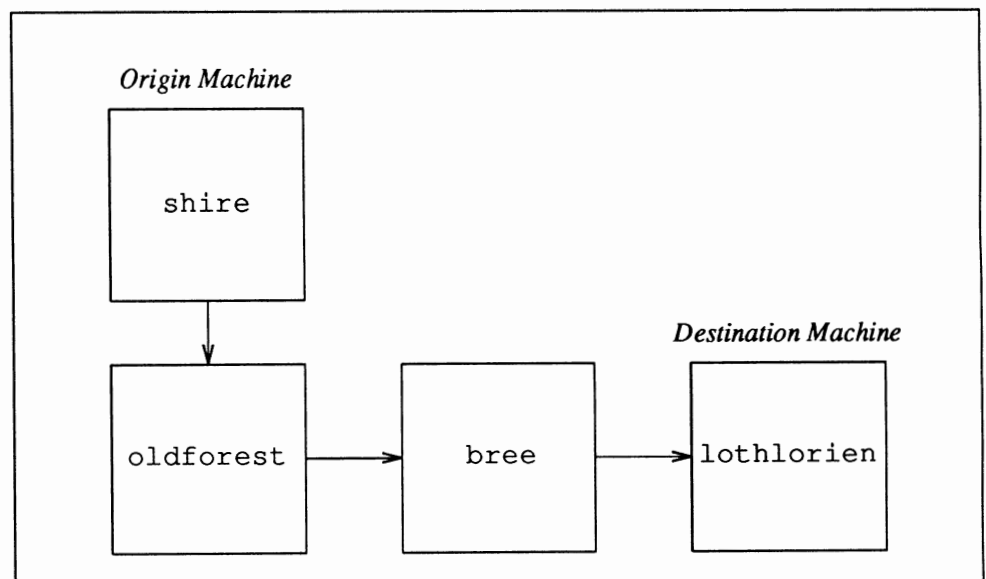 Origin Machine
shire
Destination Machine
oldforest
bree
lothlorien